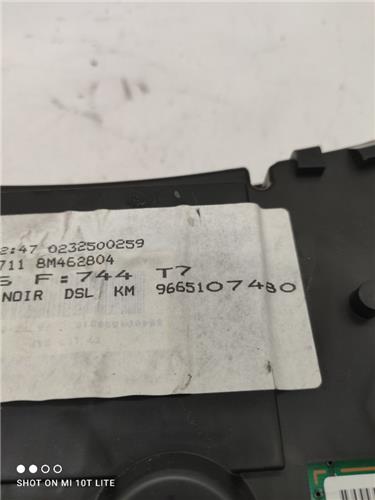 2:47 0232500259
711 8M462804
S F:744 T7
NOIR DSL KM 9665107480
SHOT ON MI 10T LITE